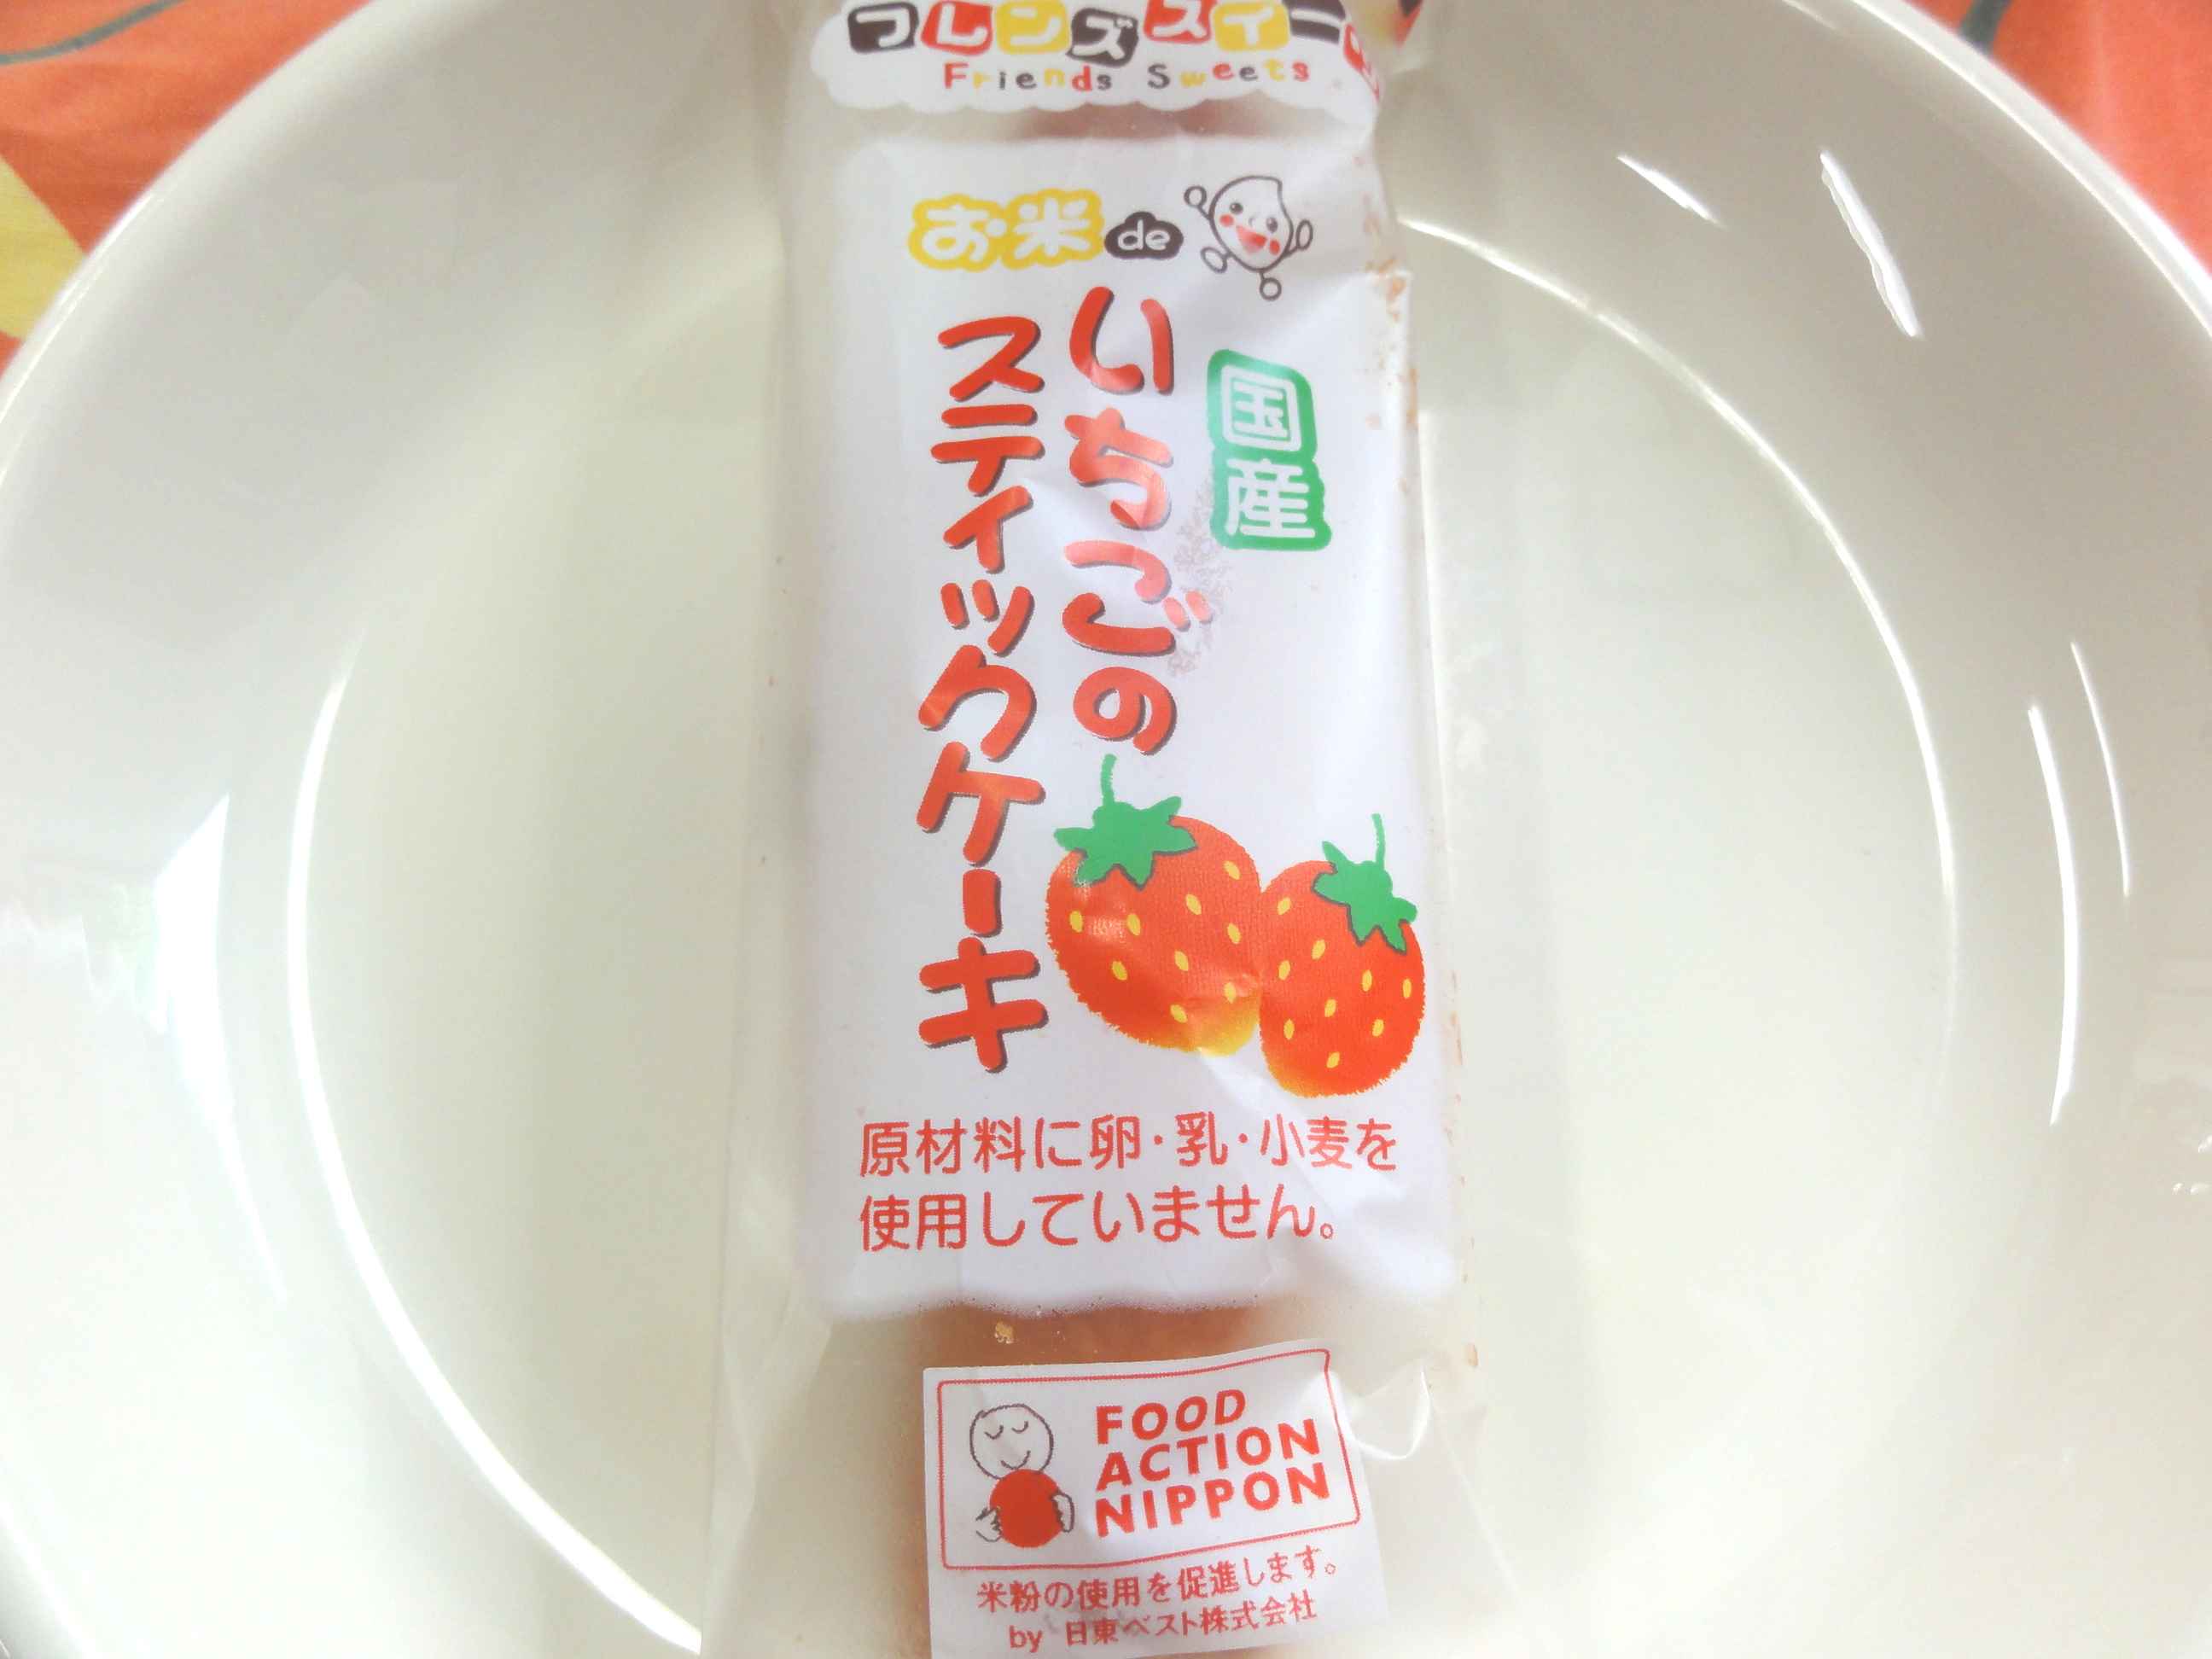 フレンズスイーツ
Friends Sweets
お米de
国産
いちごの
スティックケーキ
原材料に卵・乳・小麦を
使用していません。
FOOD
ACTION
NIPPON
米粉の使用を促進します。
by 日東ベスト株式会社